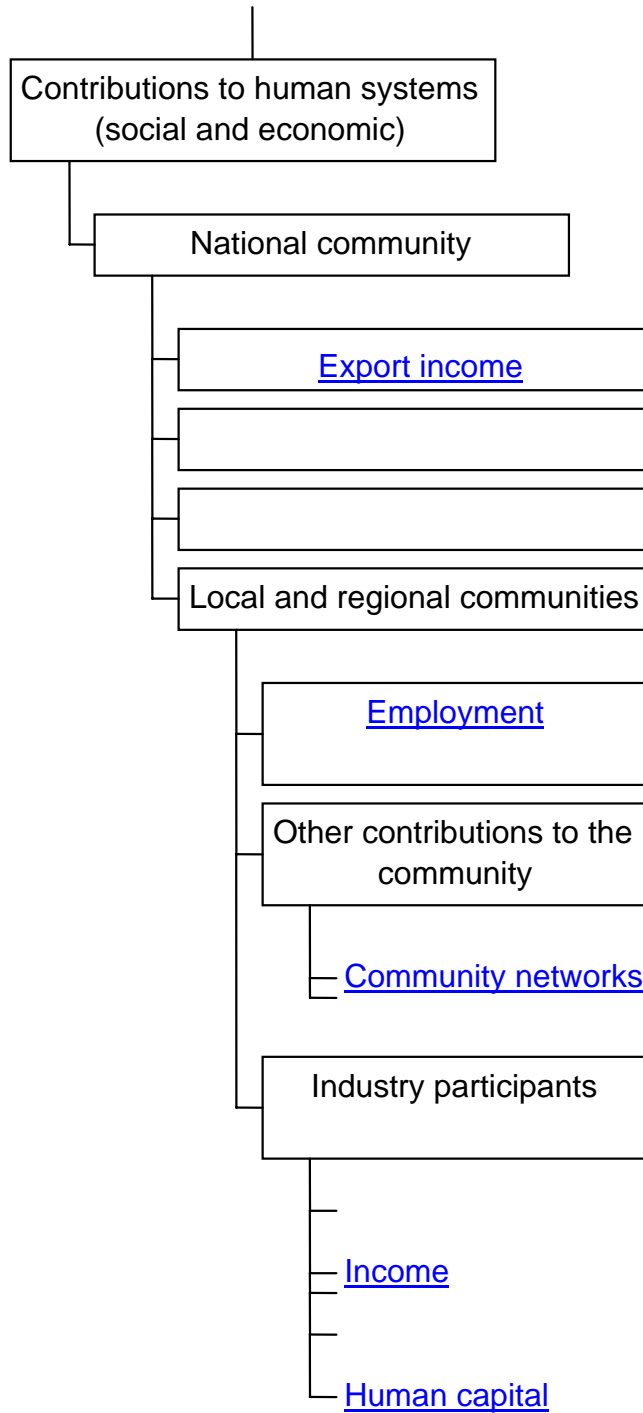 Contributions to human systems
(social and economic)
National community
Export income
Local and regional communities
Employment
Other contributions to the
community
Community networks
Industry participants
Income
Human capital